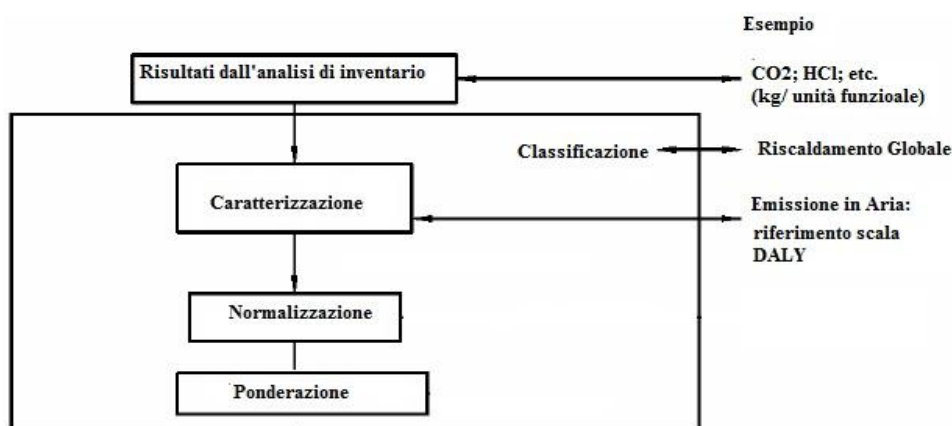 Esempio
Risultati dall'analisi di inventario
CO2; HCl; etc.
(kg/ unità funzioale)
Classificazione
Riscaldamento Globale
Caratterizzazione
Emissione in Aria:
riferimento scala
DALY
Normalizzazione
Ponderazione